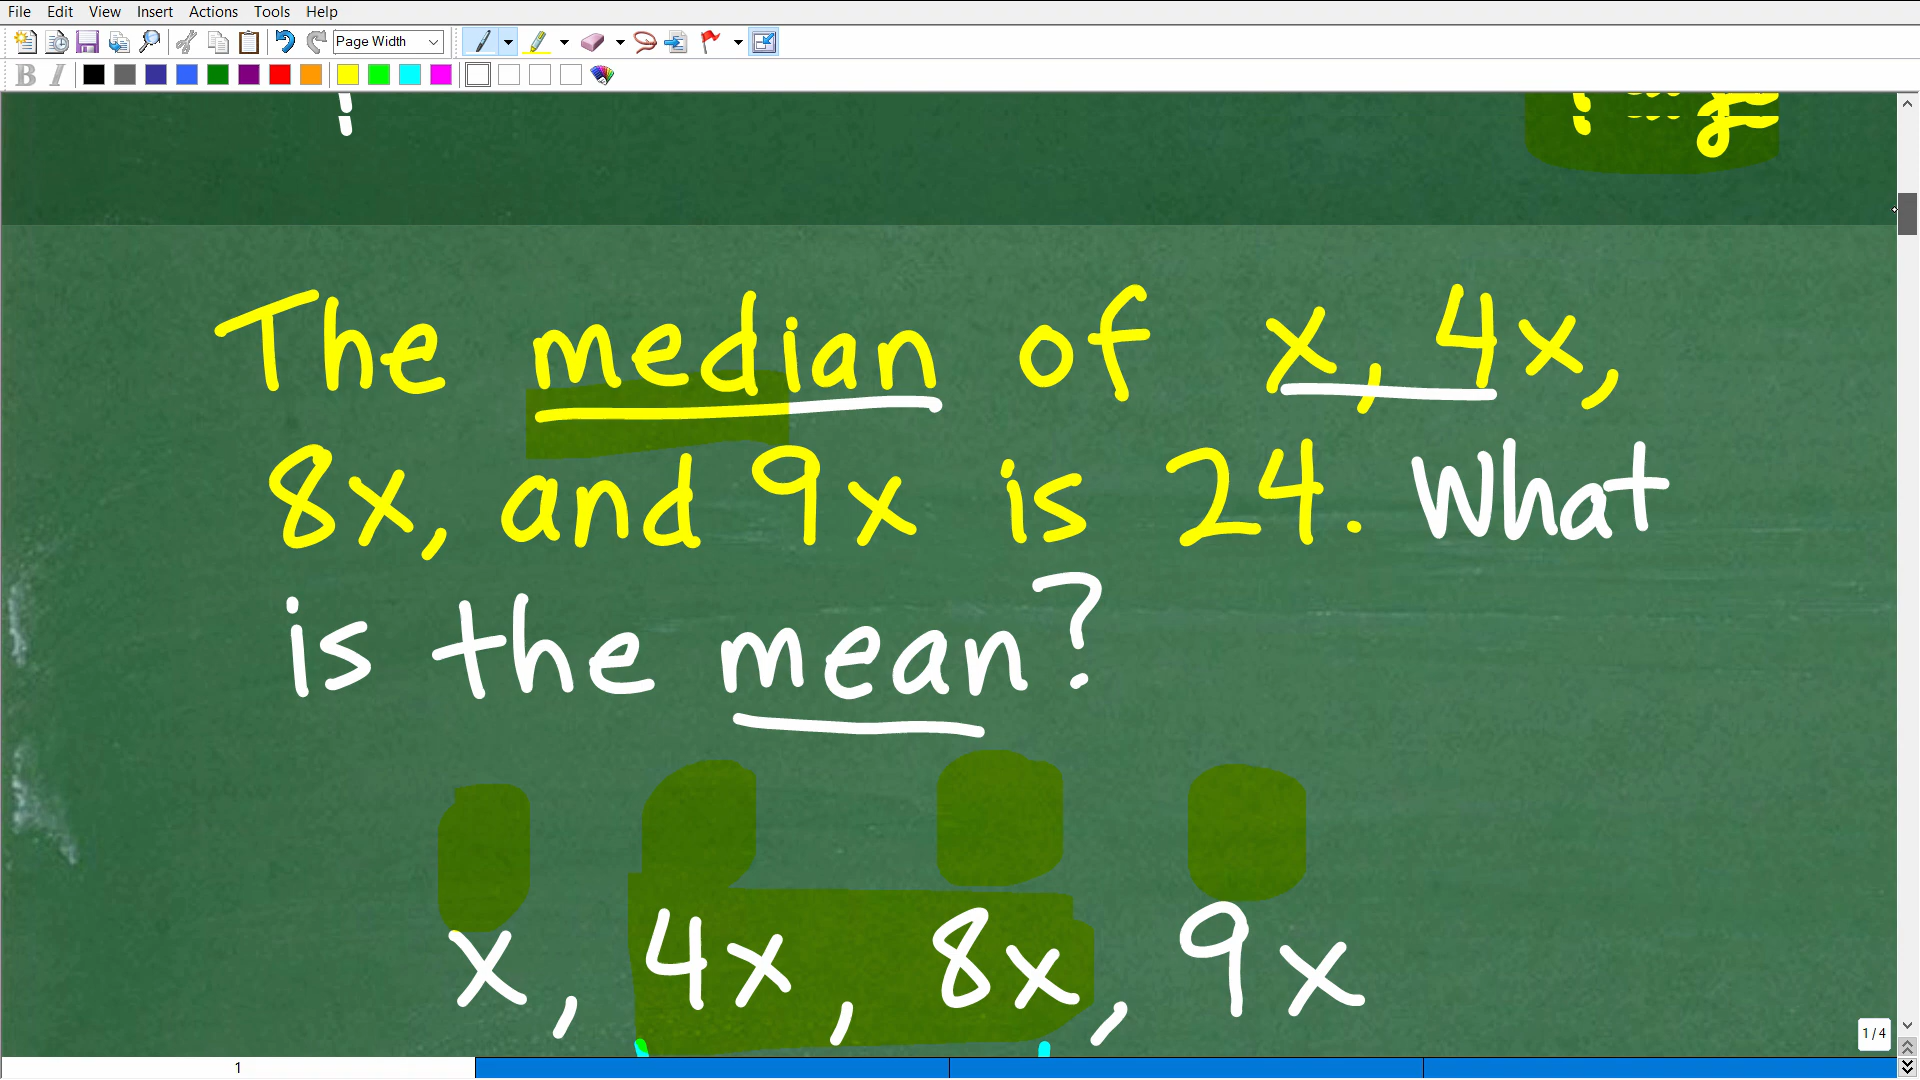 File Edit View Insert Actions Tools Help
Page Width
B I
The median of x, 4x,
8x, and 9x is 24. What
is the mean?
x, 4x, 8x, 9x
1 / 4
1